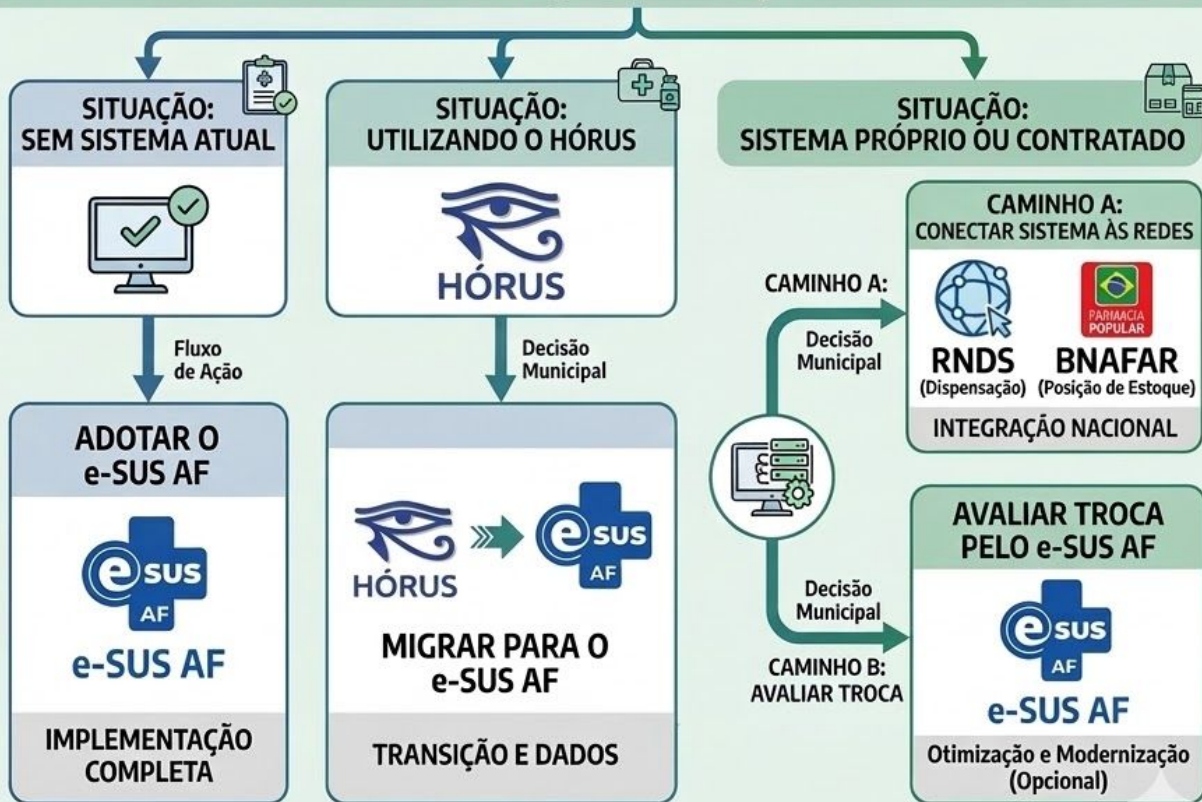 SITUAÇÃO:
SEM SISTEMA ATUAL
Fluxo
de Ação
ADOTAR O
e-SUS AF
e sus
AF
e-SUS AF
IMPLEMENTAÇÃO
COMPLETA
SITUAÇÃO:
UTILIZANDO O HÓRUS
HÓRUS
Decisão
Municipal
HÓRUS
e sus
AF
MIGRAR PARA O
e-SUS AF
TRANSIÇÃO E DADOS
SITUAÇÃO:
SISTEMA PRÓPRIO OU CONTRATADO
CAMINHO A:
Decisão
Municipal
CAMINHO A:
CONECTAR SISTEMA ÀS REDES
RNDS
(Dispensação)
FARMACIA
POPULAR
BNAFAR
(Posição de Estoque)
INTEGRAÇÃO NACIONAL
Decisão
Municipal
CAMINHO B:
AVALIAR TROCA
AVALIAR TROCA
PELO e-SUS AF
e sus
AF
e-SUS AF
Otimização e Modernização
(Opcional)